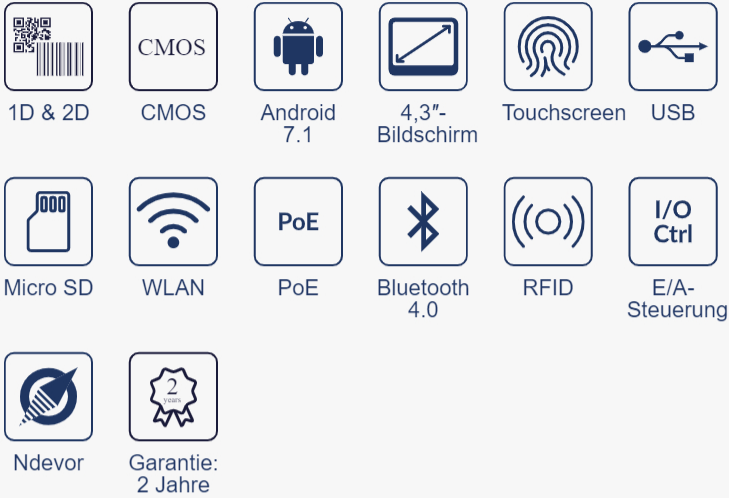 CMOS
1D & 2D
CMOS
Android
7.1
4,3″-
Bildschirm
Touchscreen
USB
PoE
I/O
Ctrl
Micro SD
WLAN
PoE
Bluetooth
4.0
RFID
E/A-
Steuerung
2
years
Ndevor
Garantie:
2 Jahre